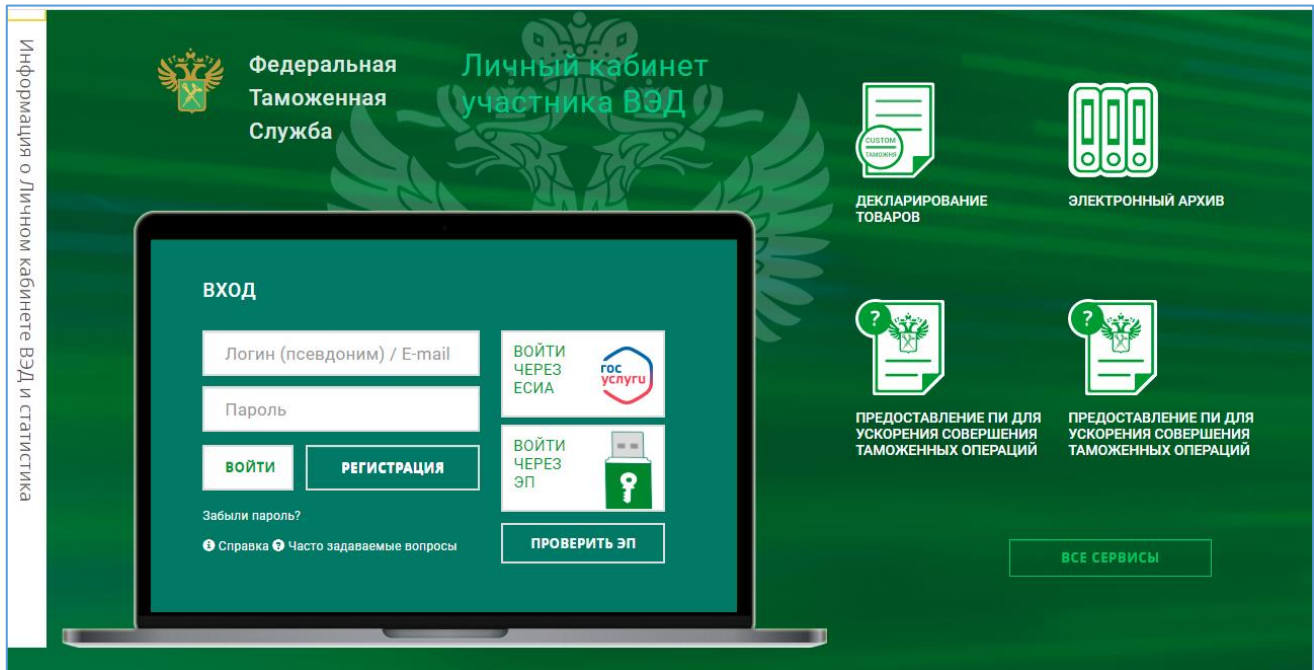 Информация о Личном кабинете ВЭД и статистика
Федеральная
Таможенная
Служба
Личный кабинет
участника ВЭД
ВХОД
Логин (псевдоним) / E-mail
Пароль
ВОЙТИ
РЕГИСТРАЦИЯ
Забыли пароль?
Справка
Часто задаваемые вопросы
ВОЙТИ
ЧЕРЕЗ
ЕСИА
гос
услуги
ВОЙТИ
ЧЕРЕЗ
ЭП
ПРОВЕРИТЬ ЭП
CUSTOM
ТАМОЖНЯ
ДЕКЛАРИРОВАНИЕ
ТОВАРОВ
ЭЛЕКТРОННЫЙ АРХИВ
?
ПРЕДОСТАВЛЕНИЕ ПИ ДЛЯ
УСКОРЕНИЯ СОВЕРШЕНИЯ
ТАМОЖЕННЫХ ОПЕРАЦИЙ
?
ПРЕДОСТАВЛЕНИЕ ПИ ДЛЯ
УСКОРЕНИЯ СОВЕРШЕНИЯ
ТАМОЖЕННЫХ ОПЕРАЦИЙ
ВСЕ СЕРВИСЫ